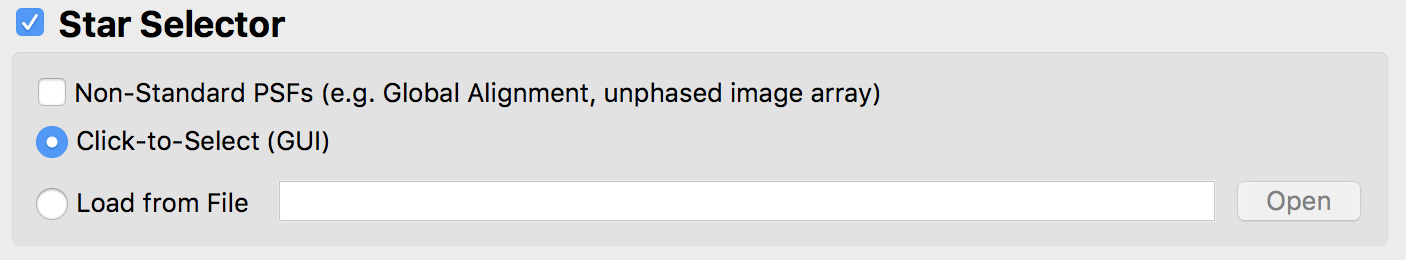 Star Selector
Non-Standard PSFs (e.g. Global Alignment, unphased image array)
Click-to-Select (GUI)
Load from File Open